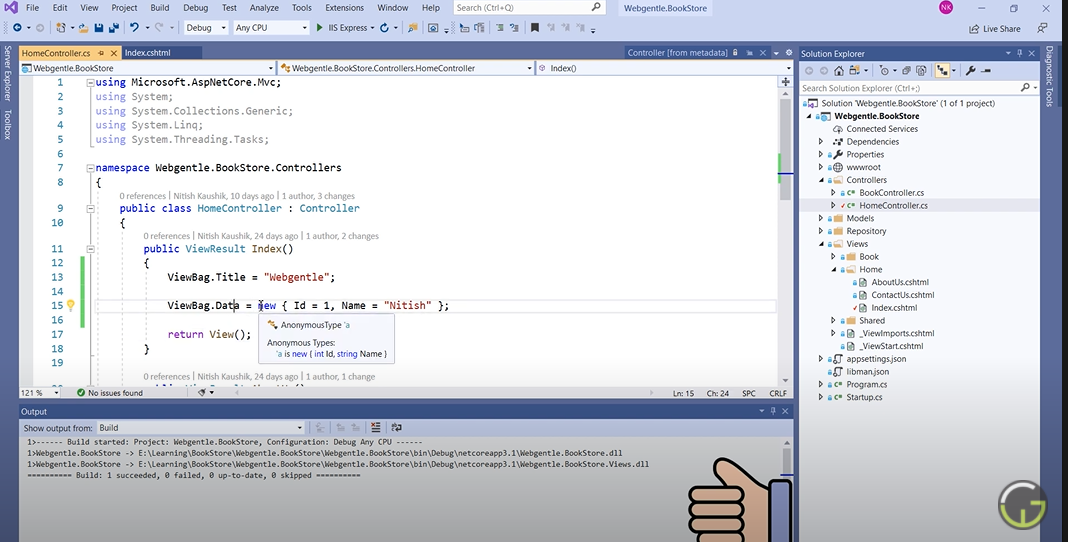 File Edit View Project Build Debug Test Analyze Tools Extensions Window Help Search (Ctrl+Q) Webgentle.BookStore NK
Debug Any CPU IIS Express Live Share
HomeController.cs Index.cshtml Controller [from metadata]
Webgentle.BookStore Webgentle.BookStore.Controllers.HomeController Index()
Server Explorer
Toolbox
1 using Microsoft.AspNetCore.Mvc;
2 using System;
3 using System.Collections.Generic;
4 using System.Linq;
5 using System.Threading.Tasks;
6
7 namespace Webgentle.BookStore.Controllers
8 {
0 references | Nitish Kaushik, 10 days ago | 1 author, 3 changes
9 public class HomeController : Controller
10 {
0 references | Nitish Kaushik, 24 days ago | 1 author, 2 changes
11 public ViewResult Index()
12 {
13 ViewBag.Title = "Webgentle";
14
15 ViewBag.Data = new { Id = 1, Name = "Nitish" };
16
AnonymousType 'a
Anonymous Types:
'a is new { int Id, string Name }
17 return View();
18 }
19
0 references | Nitish Kaushik, 24 days ago | 1 author, 1 change
121 % No issues found Ln: 15 Ch: 24 SPC CRLF
Output
Show output from: Build
1>------ Build started: Project: Webgentle.BookStore, Configuration: Debug Any CPU ------
1>Webgentle.BookStore -> E:\Learning\BookStore\Webgentle.BookStore\Webgentle.BookStore\bin\Debug\netcoreapp3.1\Webgentle.BookStore.dll
1>Webgentle.BookStore -> E:\Learning\BookStore\Webgentle.BookStore\Webgentle.BookStore\bin\Debug\netcoreapp3.1\Webgentle.BookStore.Views.dll
========== Build: 1 succeeded, 0 failed, 0 up-to-date, 0 skipped ==========
Solution Explorer
Search Solution Explorer (Ctrl+;)
Solution 'Webgentle.BookStore' (1 of 1 project)
Webgentle.BookStore
Connected Services
Dependencies
Properties
wwwroot
Controllers
C# BookController.cs
C# HomeController.cs
Models
Repository
Views
Book
Home
AboutUs.cshtml
ContactUs.cshtml
Index.cshtml
Shared
_ViewImports.cshtml
_ViewStart.cshtml
appsettings.json
libman.json
C# Program.cs
C# Startup.cs
Diagnostic Tools